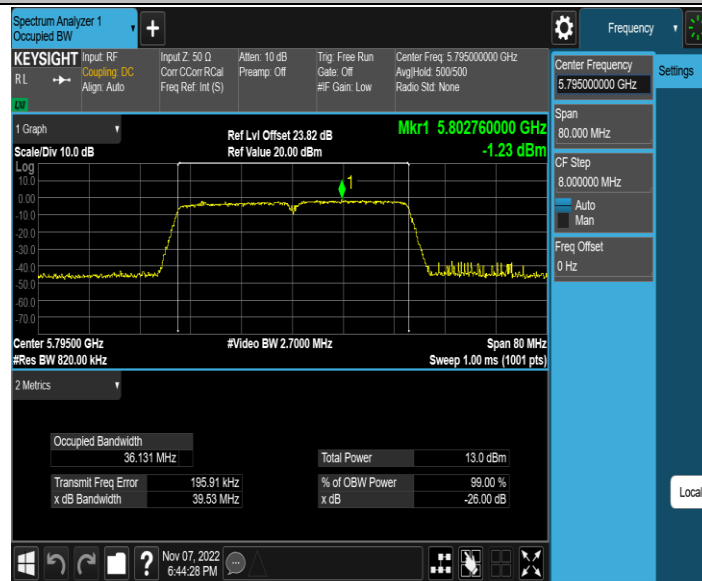 Spectrum Analyzer 1
Occupied BW
Frequency
KEYSIGHT
RL
LXI
Input: RF
Coupling: DC
Align: Auto
Input Z: 50 Ω
Corr CCorr RCal
Freq Ref: Int (S)
Atten: 10 dB
Preamp: Off
Trig: Free Run
Gate: Off
#IF Gain: Low
Center Freq: 5.795000000 GHz
Avg|Hold: 500/500
Radio Std: None
Center Frequency
5.795000000 GHz
Settings
Span
80.000 MHz
CF Step
8.000000 MHz
Auto
Man
Freq Offset
0 Hz
1 Graph
Scale/Div 10.0 dB
Ref Lvl Offset 23.82 dB
Ref Value 20.00 dBm
Mkr1 5.802760000 GHz
-1.23 dBm
Log
10.0
0.00
-10.0
-20.0
-30.0
-40.0
-50.0
-60.0
-70.0
1
Center 5.79500 GHz
#Res BW 820.00 kHz
#Video BW 2.7000 MHz
Span 80 MHz
Sweep 1.00 ms (1001 pts)
2 Metrics
Occupied Bandwidth
36.131 MHz
Total Power 13.0 dBm
Transmit Freq Error 195.91 kHz
% of OBW Power 99.00 %
x dB Bandwidth 39.53 MHz
x dB -26.00 dB
Local
?
Nov 07, 2022
6:44:28 PM